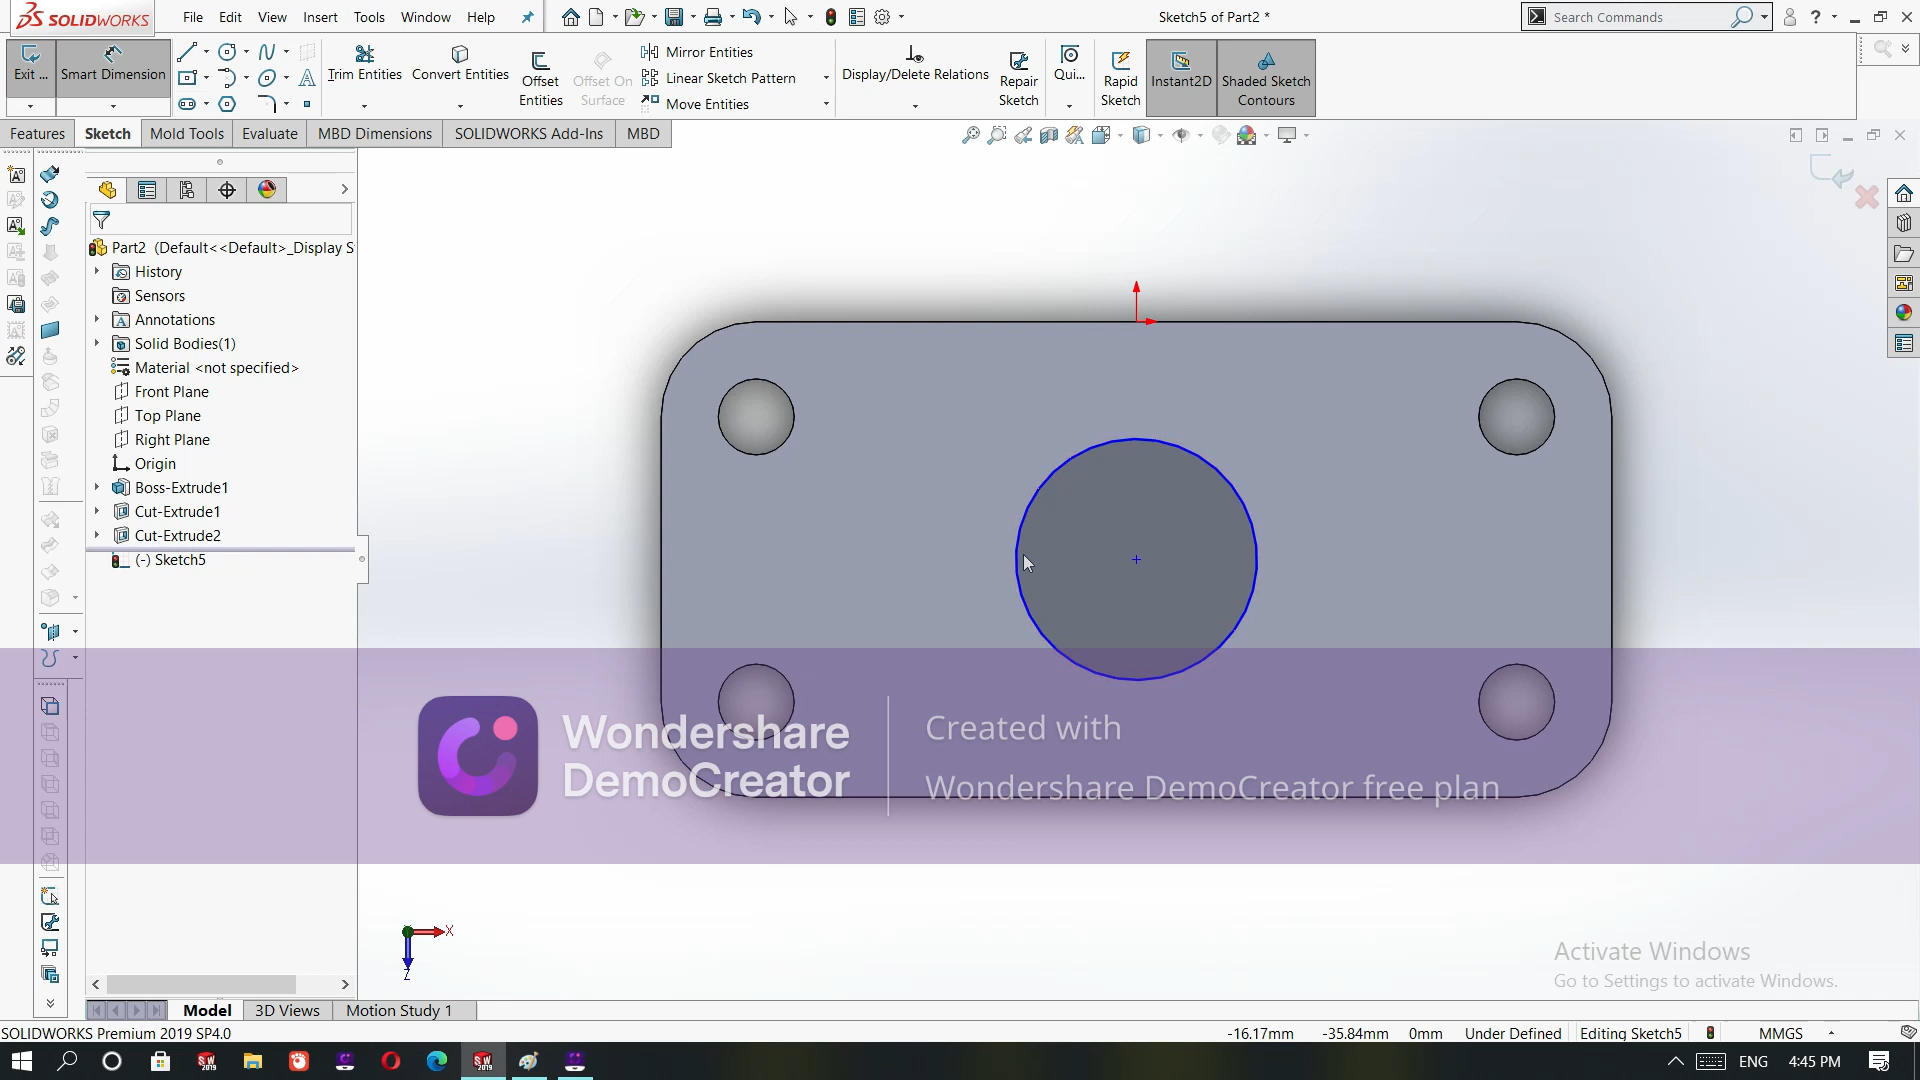 SOLIDWORKS
File Edit View Insert Tools Window Help
Sketch5 of Part2 *
Search Commands
Exit ...
Smart Dimension
Trim Entities
Convert Entities
Offset Entities
Offset On Surface
Mirror Entities
Linear Sketch Pattern
Move Entities
Display/Delete Relations
Repair Sketch
Qui...
Rapid Sketch
Instant2D
Shaded Sketch Contours
Features Sketch Mold Tools Evaluate MBD Dimensions SOLIDWORKS Add-Ins MBD
Part2 (Default<<Default>_Display S
History
Sensors
Annotations
Solid Bodies(1)
Material <not specified>
Front Plane
Top Plane
Right Plane
Origin
Boss-Extrude1
Cut-Extrude1
Cut-Extrude2
(-) Sketch5
Wondershare
DemoCreator
Created with
Wondershare DemoCreator free plan
X
Z
Activate Windows
Go to Settings to activate Windows.
Model 3D Views Motion Study 1
SOLIDWORKS Premium 2019 SP4.0
-16.17mm -35.84mm 0mm Under Defined Editing Sketch5 MMGS
ENG 4:45 PM